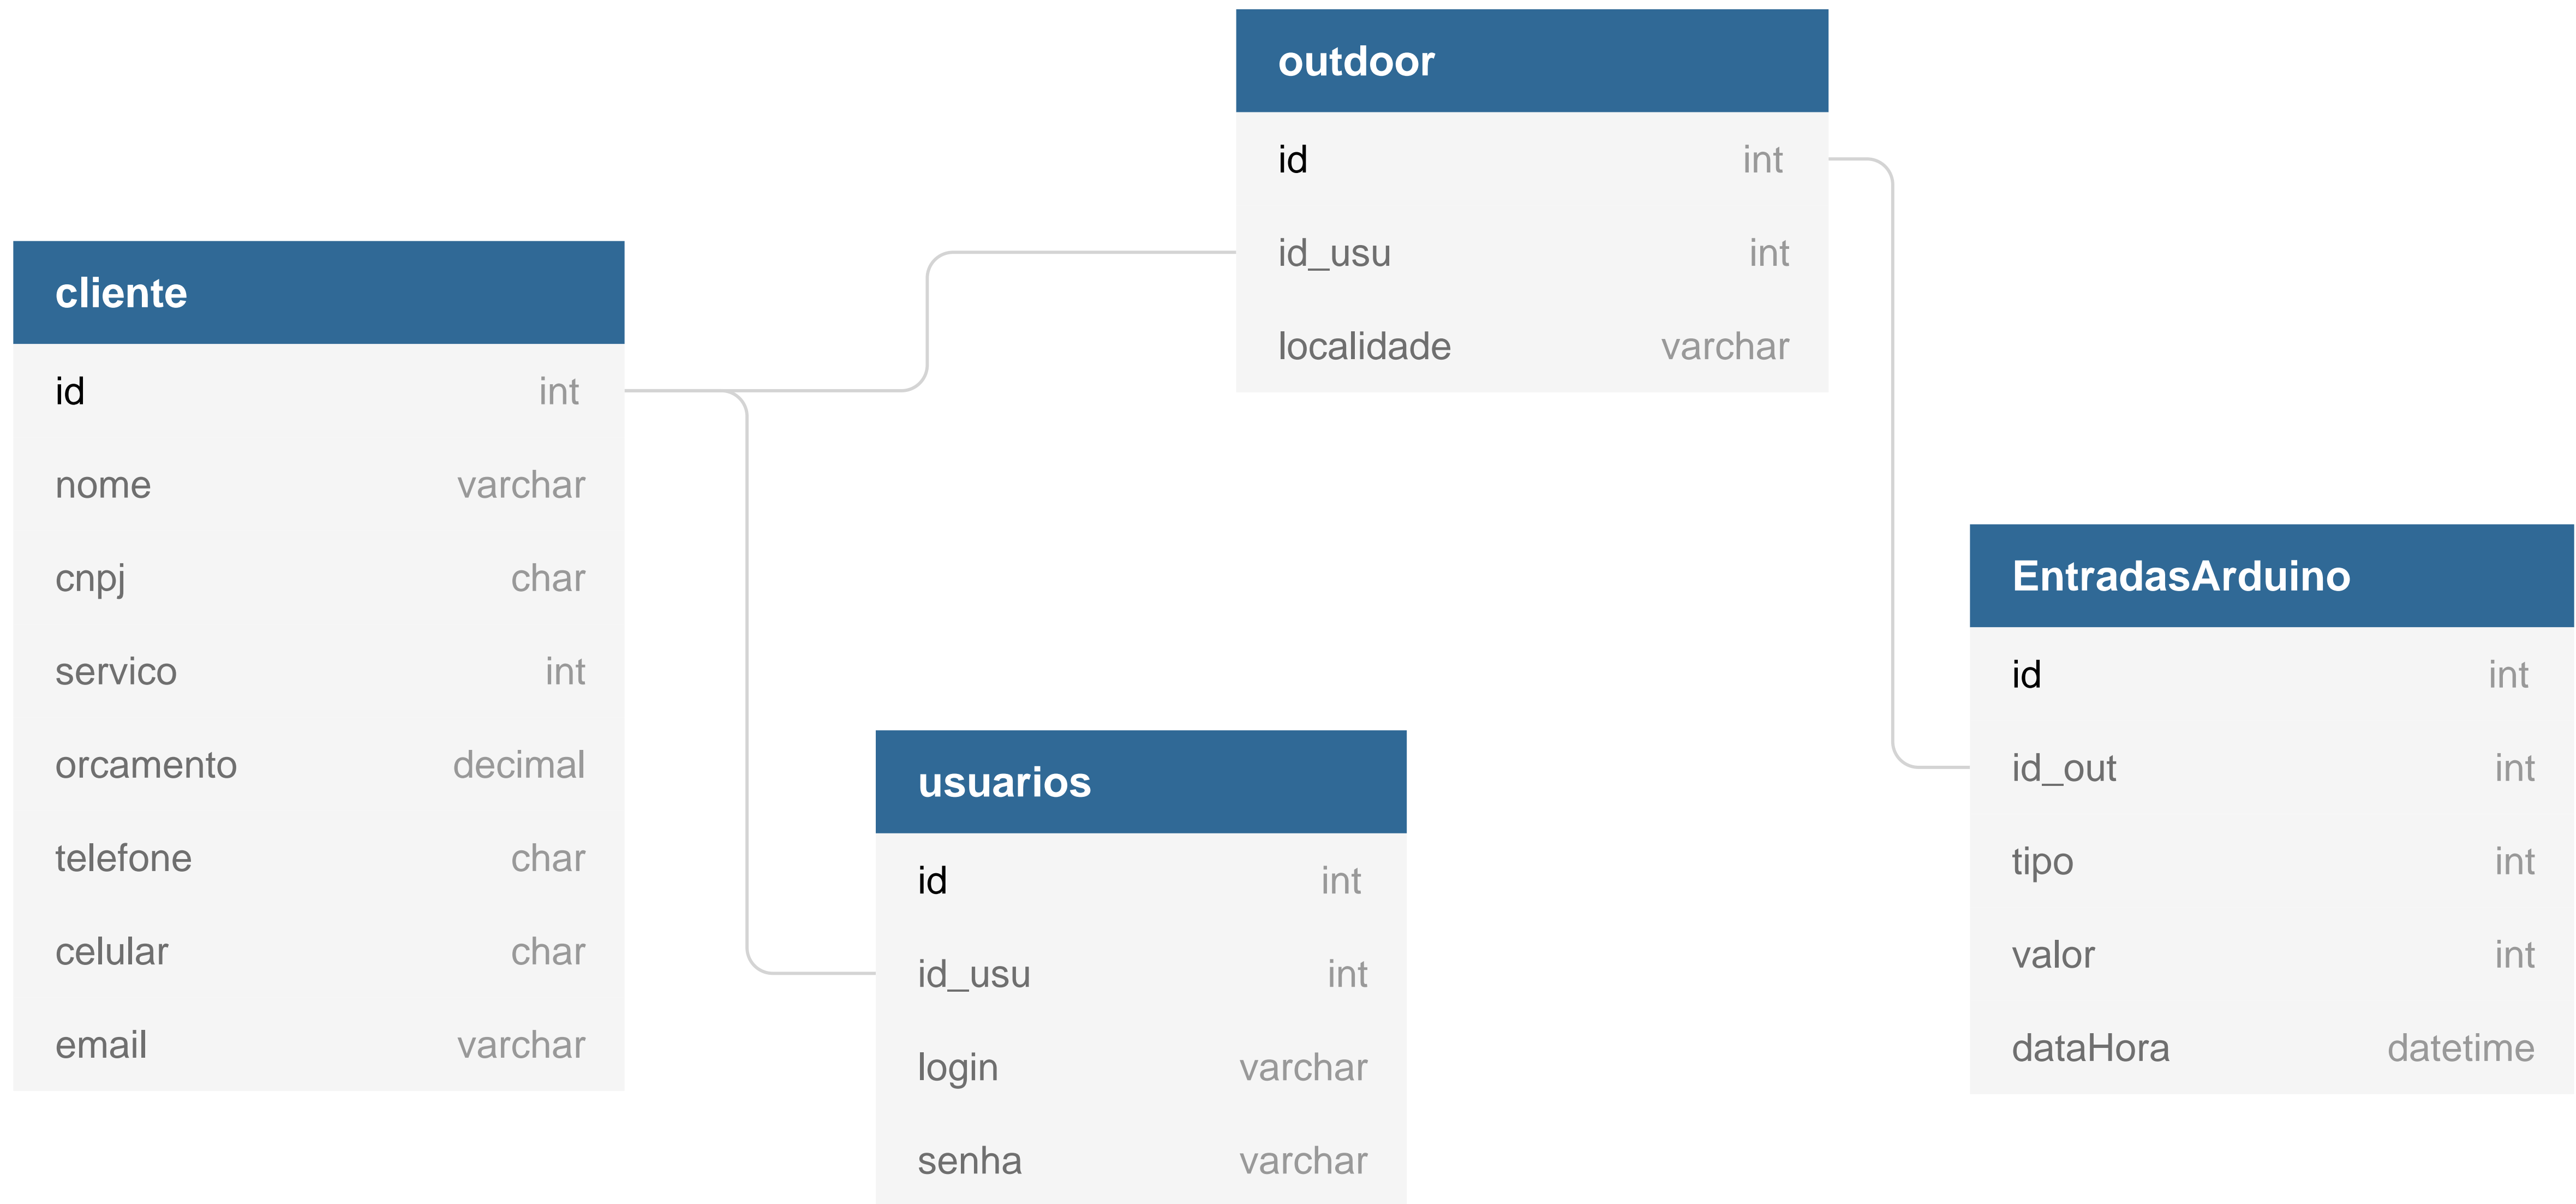 outdoor
id int
id_usu int
localidade varchar
cliente
id int
nome varchar
cnpj char
servico int
orcamento decimal
telefone char
celular char
email varchar
EntradasArduino
id int
id_out int
tipo int
valor int
dataHora datetime
usuarios
id int
id_usu int
login varchar
senha varchar